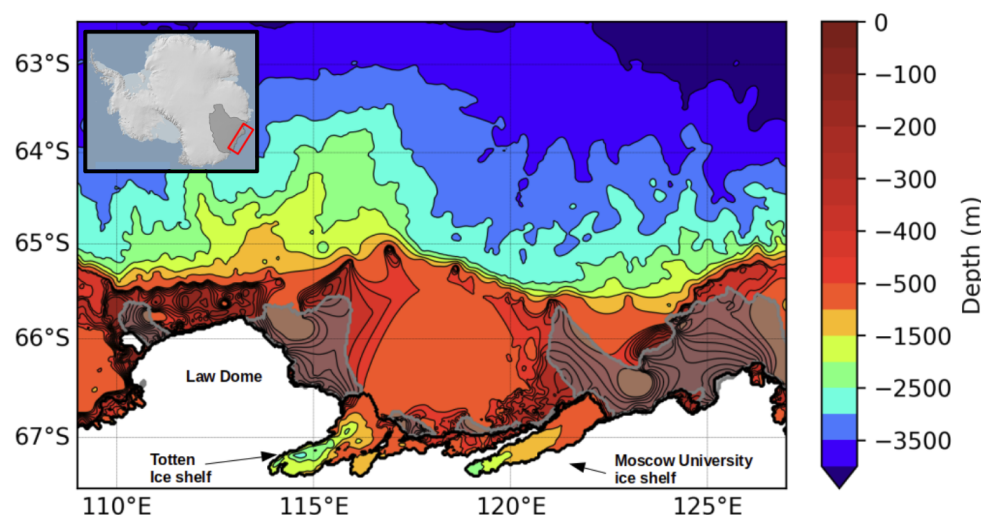 63°S
64°S
65°S
66°S
67°S
110°E
115°E
120°E
125°E
Law Dome
Totten
Ice shelf
Moscow University
ice shelf
0
−100
−200
−300
−400
−500
−1500
−2500
−3500
Depth (m)